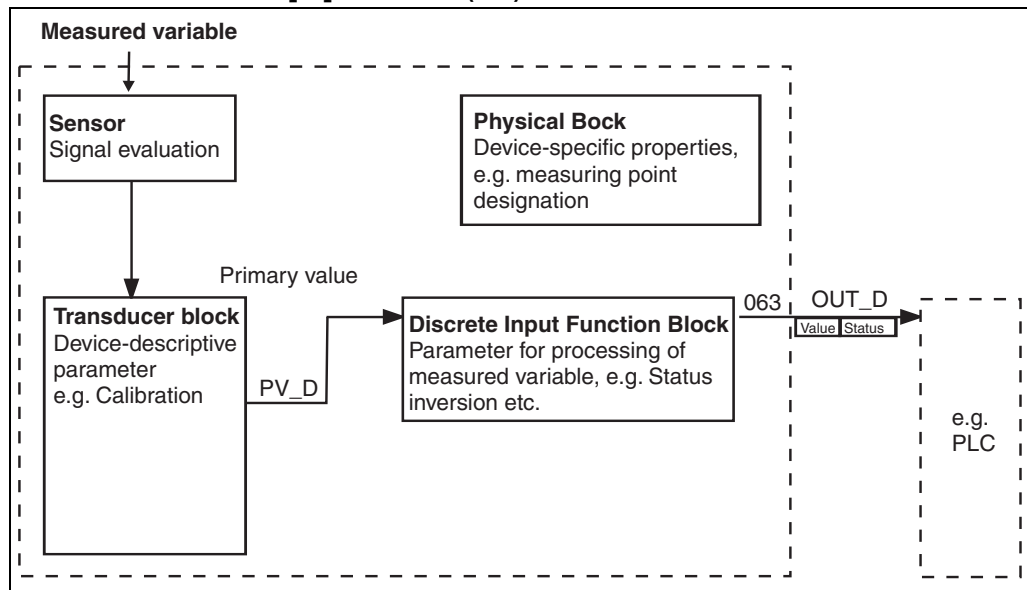 Measured variable
Sensor
Signal evaluation
Physical Bock
Device-specific properties,
e.g. measuring point
designation
Primary value
Transducer block
Device-descriptive
parameter
e.g. Calibration
PV_D
Discrete Input Function Block
Parameter for processing of
measured variable, e.g. Status
inversion etc.
063
OUT_D
Value Status
e.g.
PLC